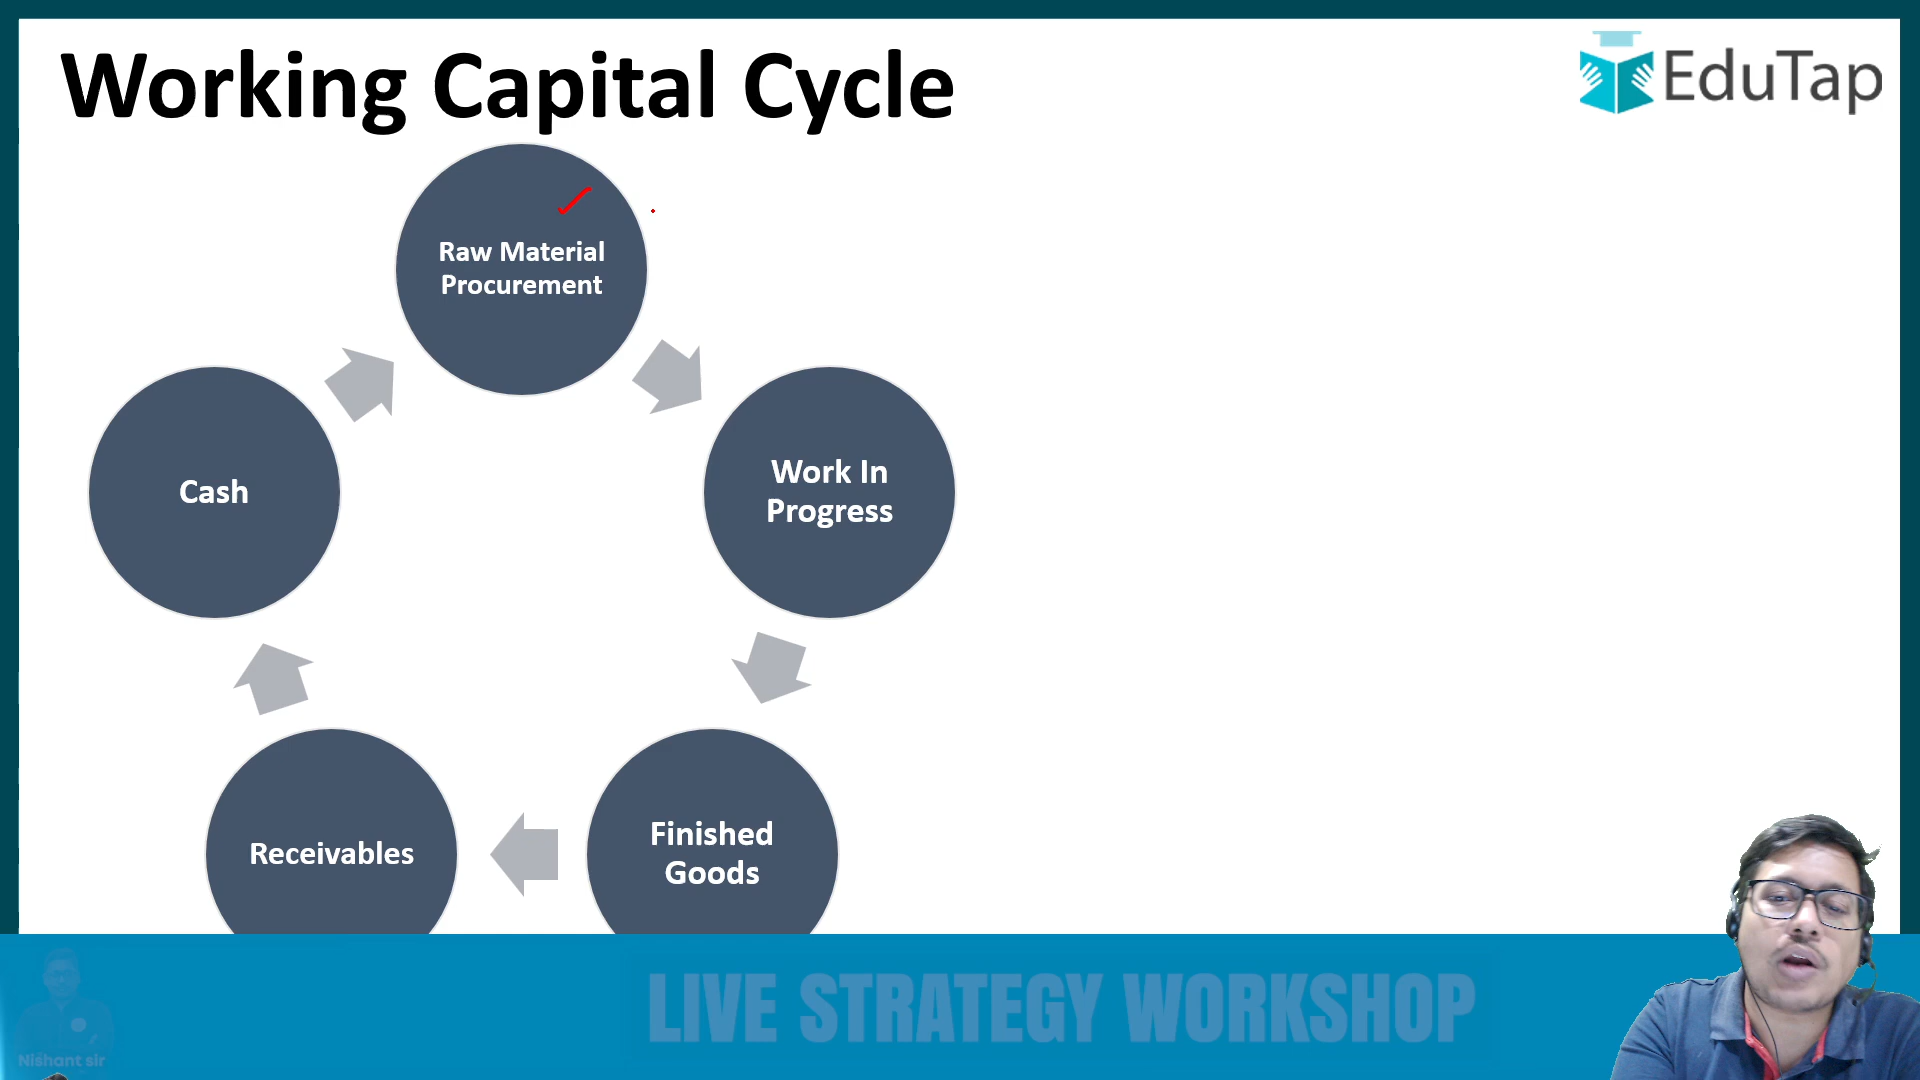 Working Capital Cycle
EduTap
Raw Material
Procurement
Cash
Work In
Progress
Receivables
Finished
Goods
LIVE STRATEGY WORKSHOP
Nishant sir